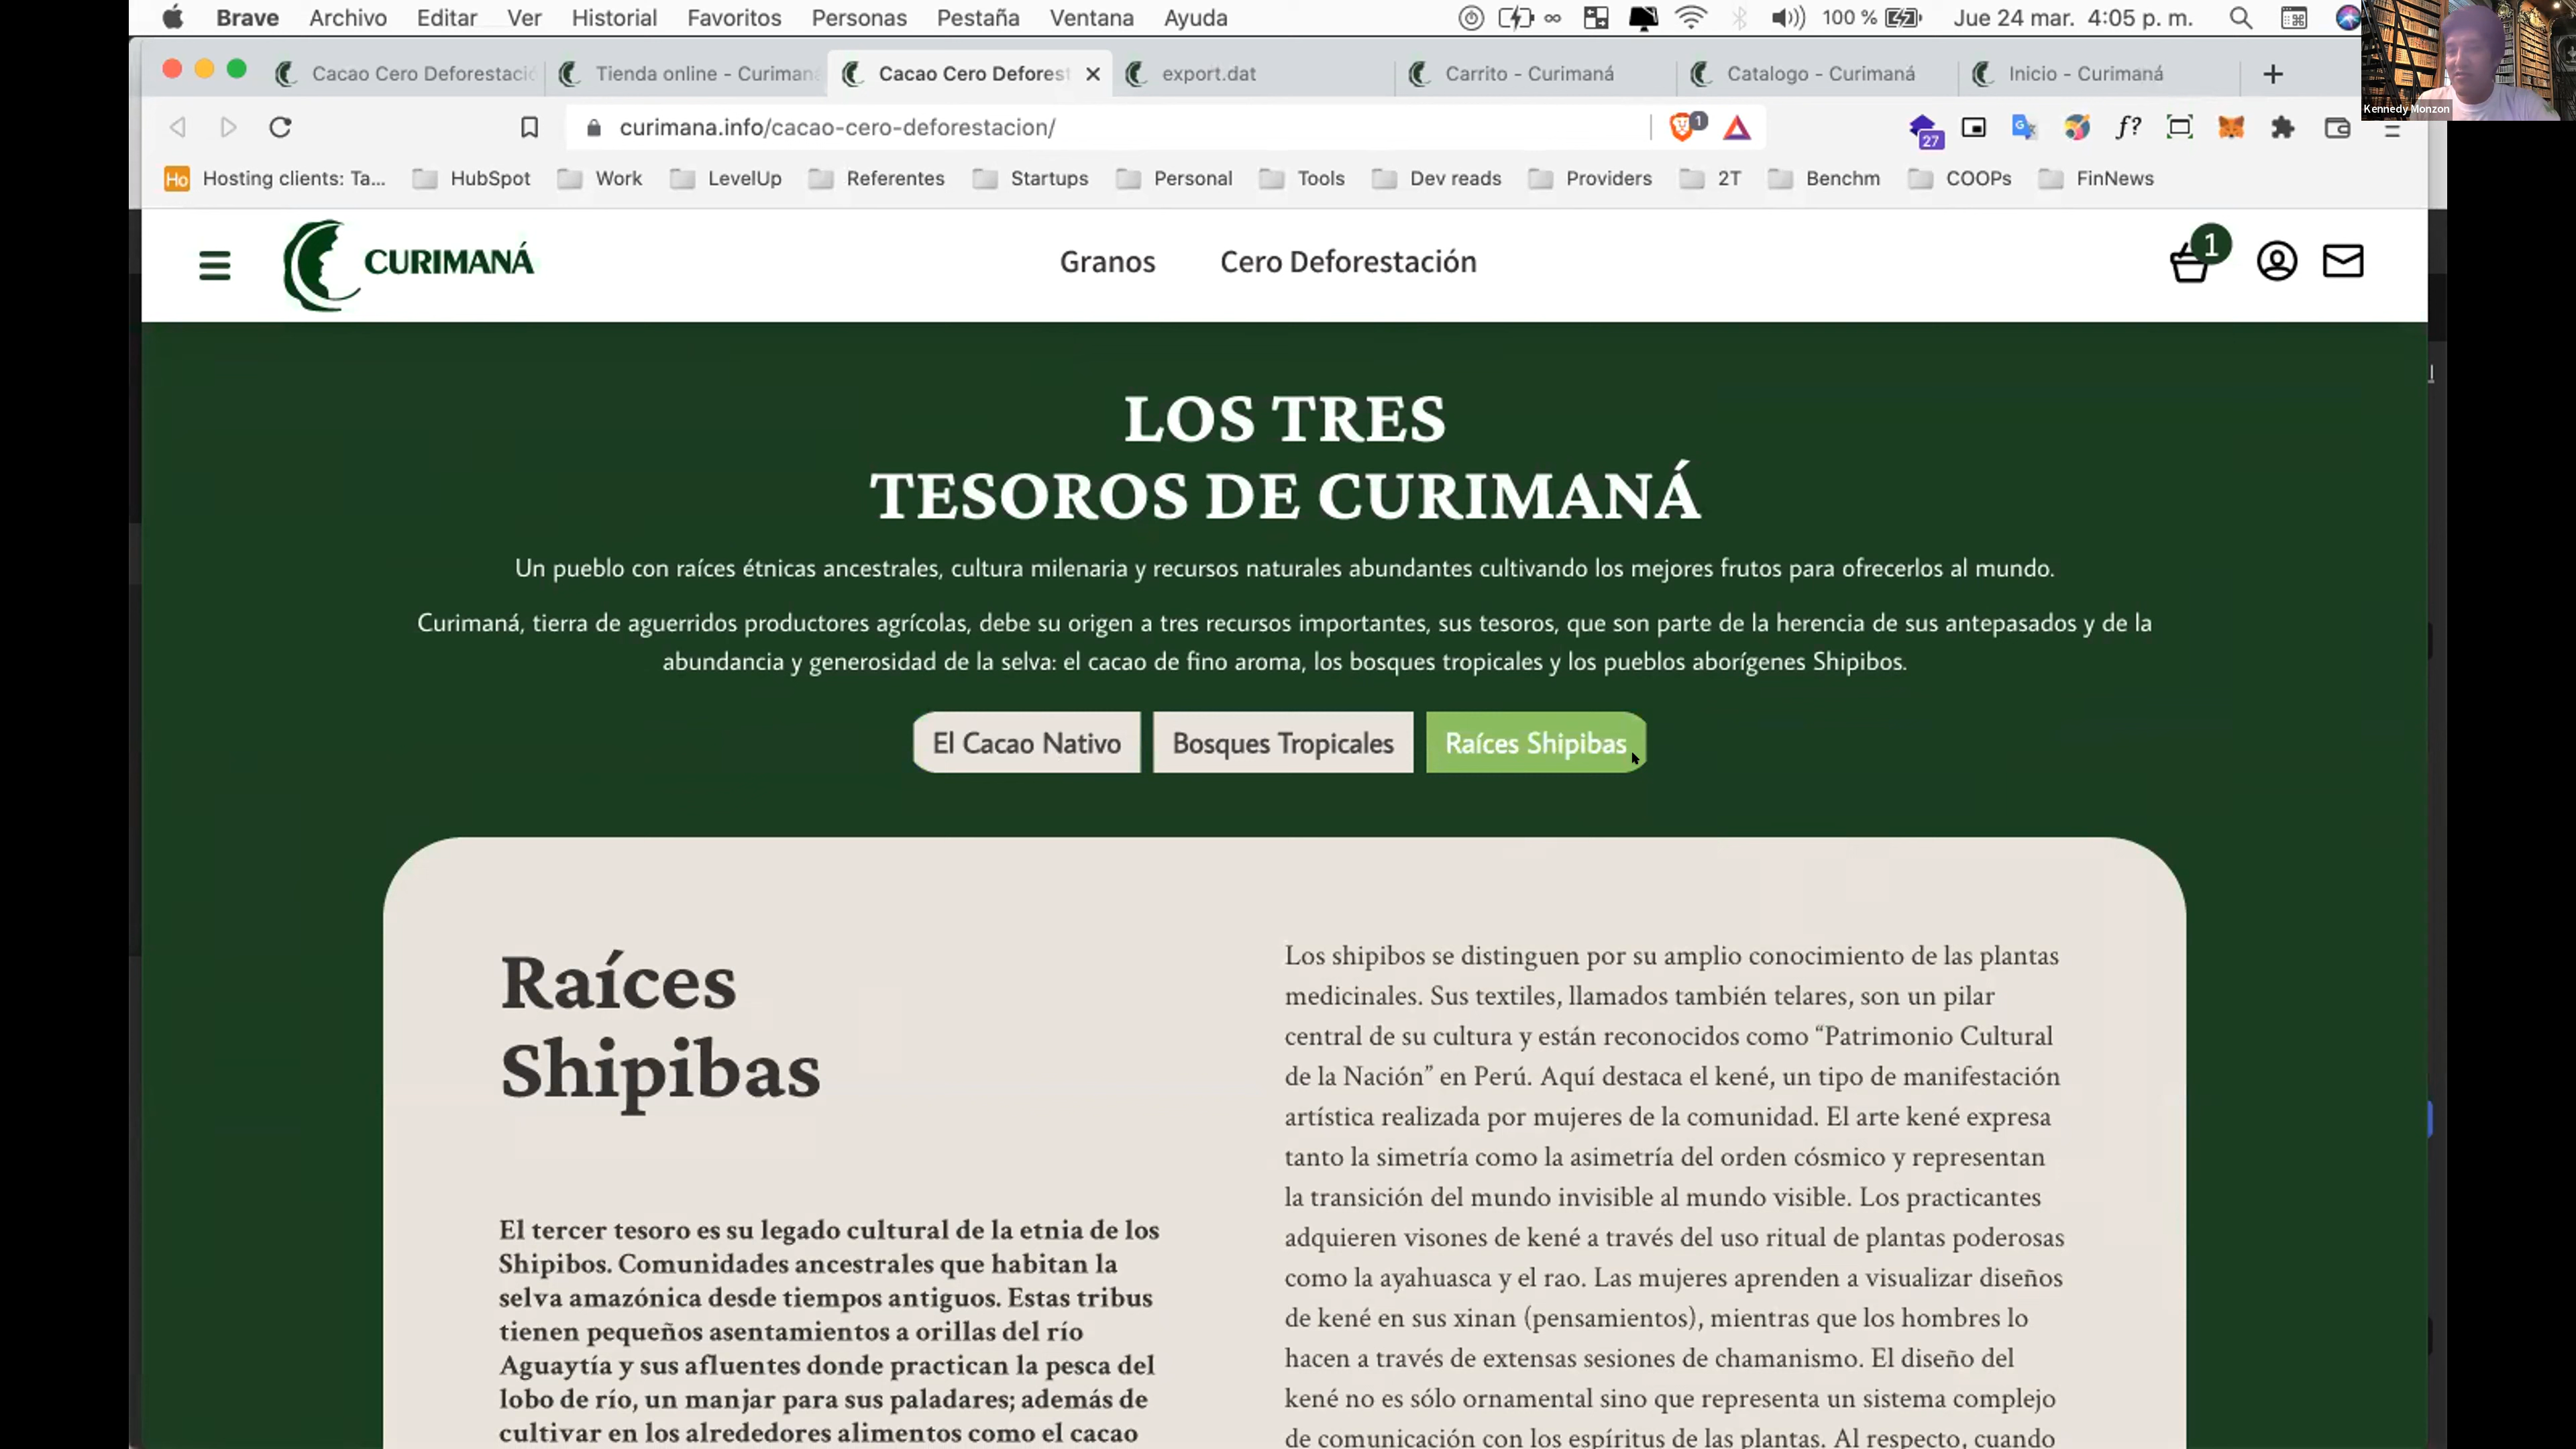 Brave Archivo Editar Ver Historial Favoritos Personas Pestaña Ventana Ayuda 100 % Jue 24 mar. 4:05 p. m.
Cacao Cero Deforestació Tienda online - Curimaná Cacao Cero Deforest export.dat Carrito - Curimaná Catalogo - Curimaná Inicio - Curimaná
Kennedy Monzon
curimana.info/cacao-cero-deforestacion/ 1 27 f?
Ho Hosting clients: Ta... HubSpot Work LevelUp Referentes Startups Personal Tools Dev reads Providers 2T Benchm COOPs FinNews
CURIMANÁ Granos Cero Deforestación 1
LOS TRES
TESOROS DE CURIMANÁ
Un pueblo con raíces étnicas ancestrales, cultura milenaria y recursos naturales abundantes cultivando los mejores frutos para ofrecerlos al mundo.
Curimaná, tierra de aguerridos productores agrícolas, debe su origen a tres recursos importantes, sus tesoros, que son parte de la herencia de sus antepasados y de la
abundancia y generosidad de la selva: el cacao de fino aroma, los bosques tropicales y los pueblos aborígenes Shipibos.
El Cacao Nativo Bosques Tropicales Raíces Shipibas
Raíces
Shipibas
El tercer tesoro es su legado cultural de la etnia de los
Shipibos. Comunidades ancestrales que habitan la
selva amazónica desde tiempos antiguos. Estas tribus
tienen pequeños asentamientos a orillas del río
Aguaytía y sus afluentes donde practican la pesca del
lobo de río, un manjar para sus paladares; además de
cultivar en los alrededores alimentos como el cacao
Los shipibos se distinguen por su amplio conocimiento de las plantas
medicinales. Sus textiles, llamados también telares, son un pilar
central de su cultura y están reconocidos como “Patrimonio Cultural
de la Nación” en Perú. Aquí destaca el kené, un tipo de manifestación
artística realizada por mujeres de la comunidad. El arte kené expresa
tanto la simetría como la asimetría del orden cósmico y representan
la transición del mundo invisible al mundo visible. Los practicantes
adquieren visones de kené a través del uso ritual de plantas poderosas
como la ayahuasca y el rao. Las mujeres aprenden a visualizar diseños
de kené en sus xinan (pensamientos), mientras que los hombres lo
hacen a través de extensas sesiones de chamanismo. El diseño del
kené no es sólo ornamental sino que representa un sistema complejo
de comunicación con los espíritus de las plantas. Al respecto, cuando